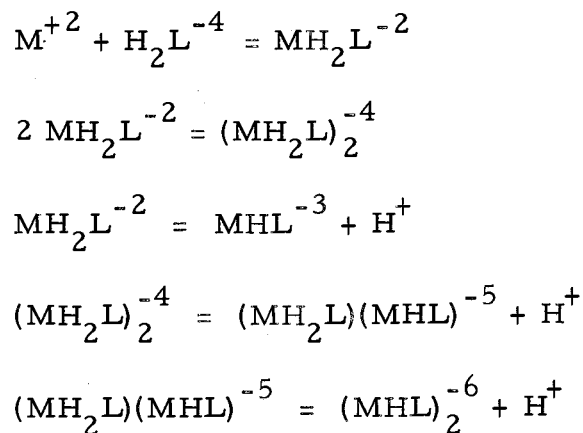 M⁺² + H₂L⁻⁴ = MH₂L⁻²
2 MH₂L⁻² = (MH₂L)₂⁻⁴
MH₂L⁻² = MHL⁻³ + H⁺
(MH₂L)₂⁻⁴ = (MH₂L)(MHL)⁻⁵ + H⁺
(MH₂L)(MHL)⁻⁵ = (MHL)₂⁻⁶ + H⁺